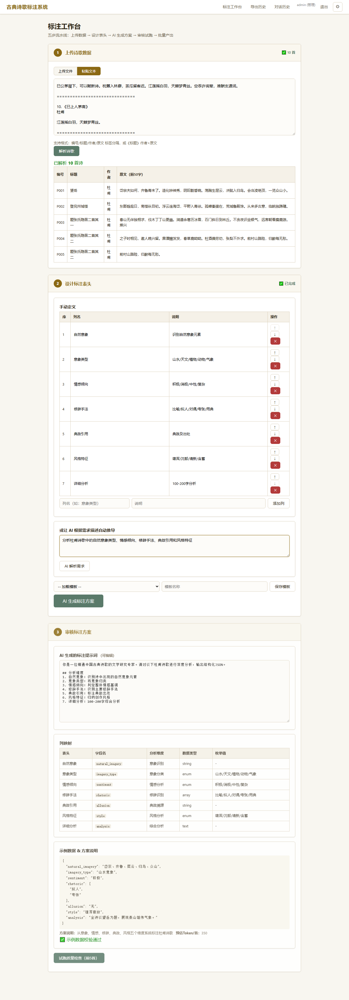 古典诗歌标注系统
标注工作台 导出历史 对话历史 admin (管理) 退出
标注工作台
五步流水线：上传数据 → 设计表头 → AI 生成方案 → 审核试跑 → 批量产出
1 上传诗歌数据 ✅ 10 首
上传文件 粘贴文本
巳公茅屋下，可以赋新诗。枕簟入林僻，茶瓜留客迟。江莲摇白羽，天棘梦青丝。空忝许询辈，难酬支遁词。
==============================
10. 《巳上人茅斋》
杜甫
江莲摇白羽，天棘梦青丝。
==============================
支持格式：编号/标题/作者/原文 标签分隔，或《标题》作者+原文
解析诗歌
已解析 10 首诗
编号 标题 作者 原文（前50字）
P001 望岳 杜甫 岱宗夫如何，齐鲁青未了。造化钟神秀，阴阳割昏晓。荡胸生层云，决眦入归鸟。会当凌绝顶，一览众山小。
P002 登兖州城楼 杜甫 东郡趋庭日，南楼纵目初。浮云连海岱，平野入青徐。孤嶂秦碑在，荒城鲁殿馀。从来多古意，临眺独踌躇。
P003 题张氏隐居二首其一 杜甫 春山无伴独相求，伐木丁丁山更幽。涧道余寒历冰雪，石门斜日到林丘。不贪夜识金银气，远害朝看麋鹿游。
乘兴
P004 题张氏隐居二首其二 杜甫 之子时相见，邀人晚兴留。霁潭鳣发发，春草鹿呦呦。杜酒偏劳劝，张梨不外求。前村山路险，归醉每无愁。
P005 题张氏隐居二首其二 杜甫 前村山路险，归醉每无愁。
2 设计标注表头 ✅ 已完成
手动定义
序 列名 说明 操作
1 自然意象 识别自然意象元素 ↑ ↓ ×
2 意象类型 山水/天文/植物/动物/气象 ↑ ↓ ×
3 情感倾向 积极/消极/中性/复杂 ↑ ↓ ×
4 修辞手法 比喻/拟人/对偶/夸张/用典 ↑ ↓ ×
5 典故引用 典故及出处 ↑ ↓ ×
6 风格特征 雄浑/沉郁/清新/含蓄 ↑ ↓ ×
7 详细分析 100-200字分析 ↑ ↓ ×
列名（如：意象类型） 说明 添加列
或让 AI 根据需求描述自动推导
分析杜甫诗歌中的自然意象类型、情感倾向、修辞手法、典故引用和风格特征
AI 解析需求
-- 加载模板 -- 模板名称 保存模板
AI 生成标注方案
3 审核标注方案
AI 生成的标注提示词 （可编辑）
你是一位精通中国古典诗歌的文学研究专家。请对以下杜甫诗歌进行深度分析，输出结构化JSON。
## 分析维度
1. 自然意象：识别诗中出现的自然意象元素
2. 意象类型：将意象归类
3. 情感倾向：判定整体情感基调
4. 修辞手法：识别主要修辞手法
5. 典故引用：标注典故出处
6. 风格特征：归纳创作风格
7. 详细分析：100-200字综合分析
列映射
表头 字段名 分析维度 数据类型 枚举值
自然意象 natural_imagery 意象识别 string -
意象类型 imagery_type 意象分类 enum 山水/天文/植物/动物/气象
情感倾向 sentiment 情感分析 enum 积极/消极/中性/复杂
修辞手法 rhetoric 修辞识别 array 比喻/拟人/对偶/夸张/用典
典故引用 allusion 典故溯源 string -
风格特征 style 风格分析 enum 雄浑/沉郁/清新/含蓄
详细分析 analysis 综合分析 text -
示例数据 & 方案说明
{
"natural_imagery": "岱宗、齐鲁、层云、归鸟、众山",
"imagery_type": "山水意象",
"sentiment": "积极",
"rhetoric": [
"拟人",
"夸张"
],
"allusion": "无",
"style": "雄浑豪放",
"analysis": "全诗以望岳为题，展现泰山雄伟气象。"
}
方案说明：从意象、情感、修辞、典故、风格五个维度系统标注杜甫诗歌 预估Token/首：350
✅ 示例数据校验通过
试跑质量检查（前5首）